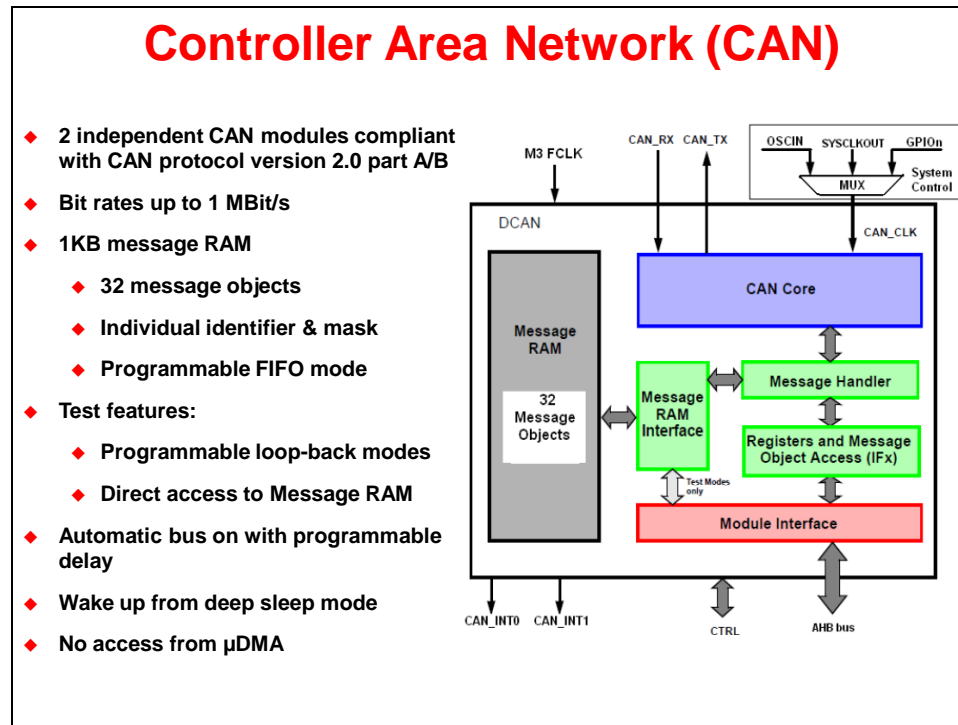 Controller Area Network (CAN)
2 independent CAN modules compliant
with CAN protocol version 2.0 part A/B
Bit rates up to 1 MBit/s
1KB message RAM
32 message objects
Individual identifier & mask
Programmable FIFO mode
Test features:
Programmable loop-back modes
Direct access to Message RAM
Automatic bus on with programmable
delay
Wake up from deep sleep mode
No access from µDMA
M3 FCLK
CAN_RX
CAN_TX
OSCIN
SYSCLKOUT
GPIOn
MUX
System
Control
DCAN
CAN_CLK
CAN Core
Message
RAM
32
Message
Objects
Message
RAM
Interface
Message Handler
Registers and Message
Object Access (IFx)
Test Modes
only
Module Interface
CAN_INT0
CAN_INT1
CTRL
AHB bus